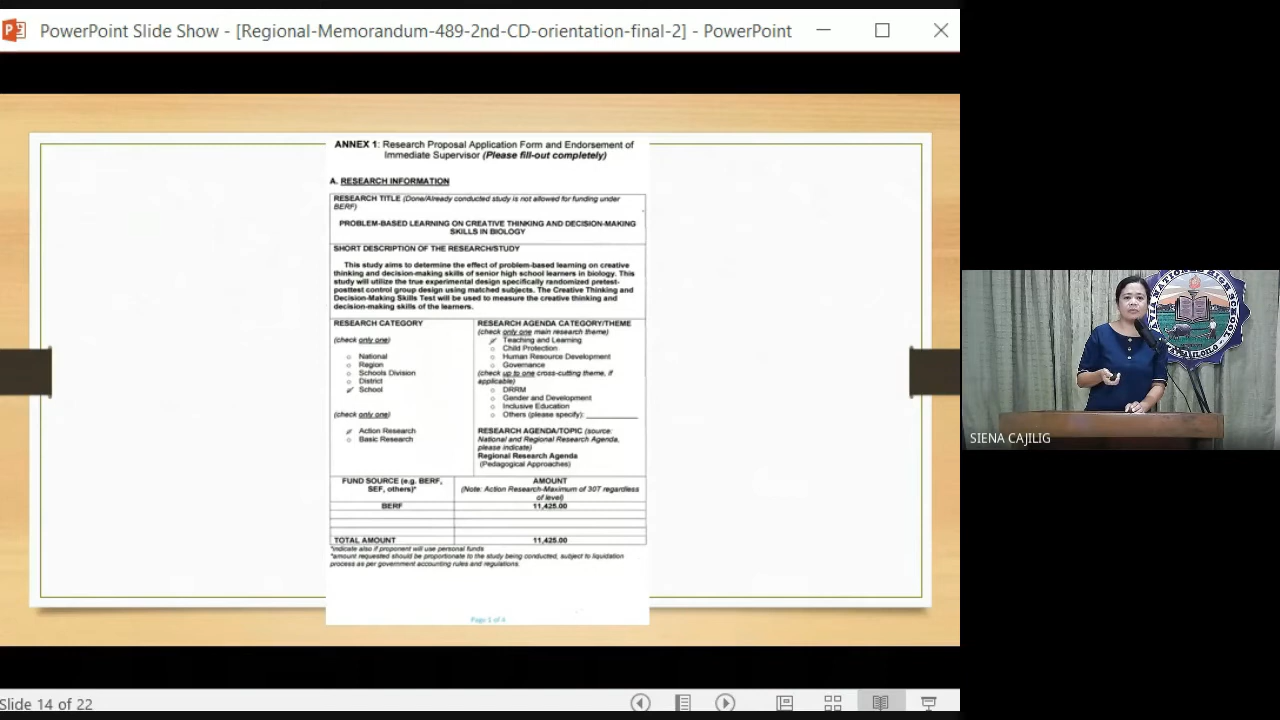 PowerPoint Slide Show - [Regional-Memorandum-489-2nd-CD-orientation-final-2] - PowerPoint
ANNEX 1: Research Proposal Application Form and Endorsement of
Immediate Supervisor (Please fill-out completely)
A. RESEARCH INFORMATION
RESEARCH TITLE (Done/Already conducted study is not allowed for funding under
BERF)
PROBLEM-BASED LEARNING ON CREATIVE THINKING AND DECISION-MAKING
SKILLS IN BIOLOGY
SHORT DESCRIPTION OF THE RESEARCH/STUDY
This study aims to determine the effect of problem-based learning on creative
thinking and decision-making skills of senior high school learners in biology. This
study will utilize the true experimental design specifically randomized pretest-
posttest control group design using matched subjects. The Creative Thinking and
Decision-Making Skills Test will be used to measure the creative thinking and
decision-making skills of the learners.
RESEARCH CATEGORY
(check only one)
National
Region
Schools Division
District
School
(check only one)
Action Research
Basic Research
RESEARCH AGENDA CATEGORY/THEME
(check only one main research theme)
Teaching and Learning
Child Protection
Human Resource Development
Governance
(check up to one cross-cutting theme, if
applicable)
DRRM
Gender and Development
Inclusive Education
Others (please specify): ___________
RESEARCH AGENDA/TOPIC (source:
National and Regional Research Agenda,
please indicate)
Regional Research Agenda
(Pedagogical Approaches)
FUND SOURCE (e.g. BERF,
SEF, others)*
AMOUNT
(Note: Action Research-Maximum of 30T regardless
of level)
BERF 11,425.00
TOTAL AMOUNT 11,425.00
*indicate also if proponent will use personal funds
*amount requested should be proportionate to the study being conducted, subject to liquidation
process as per government accounting rules and regulations.
Page 1 of 4
Slide 14 of 22
SIENA CAJILIG